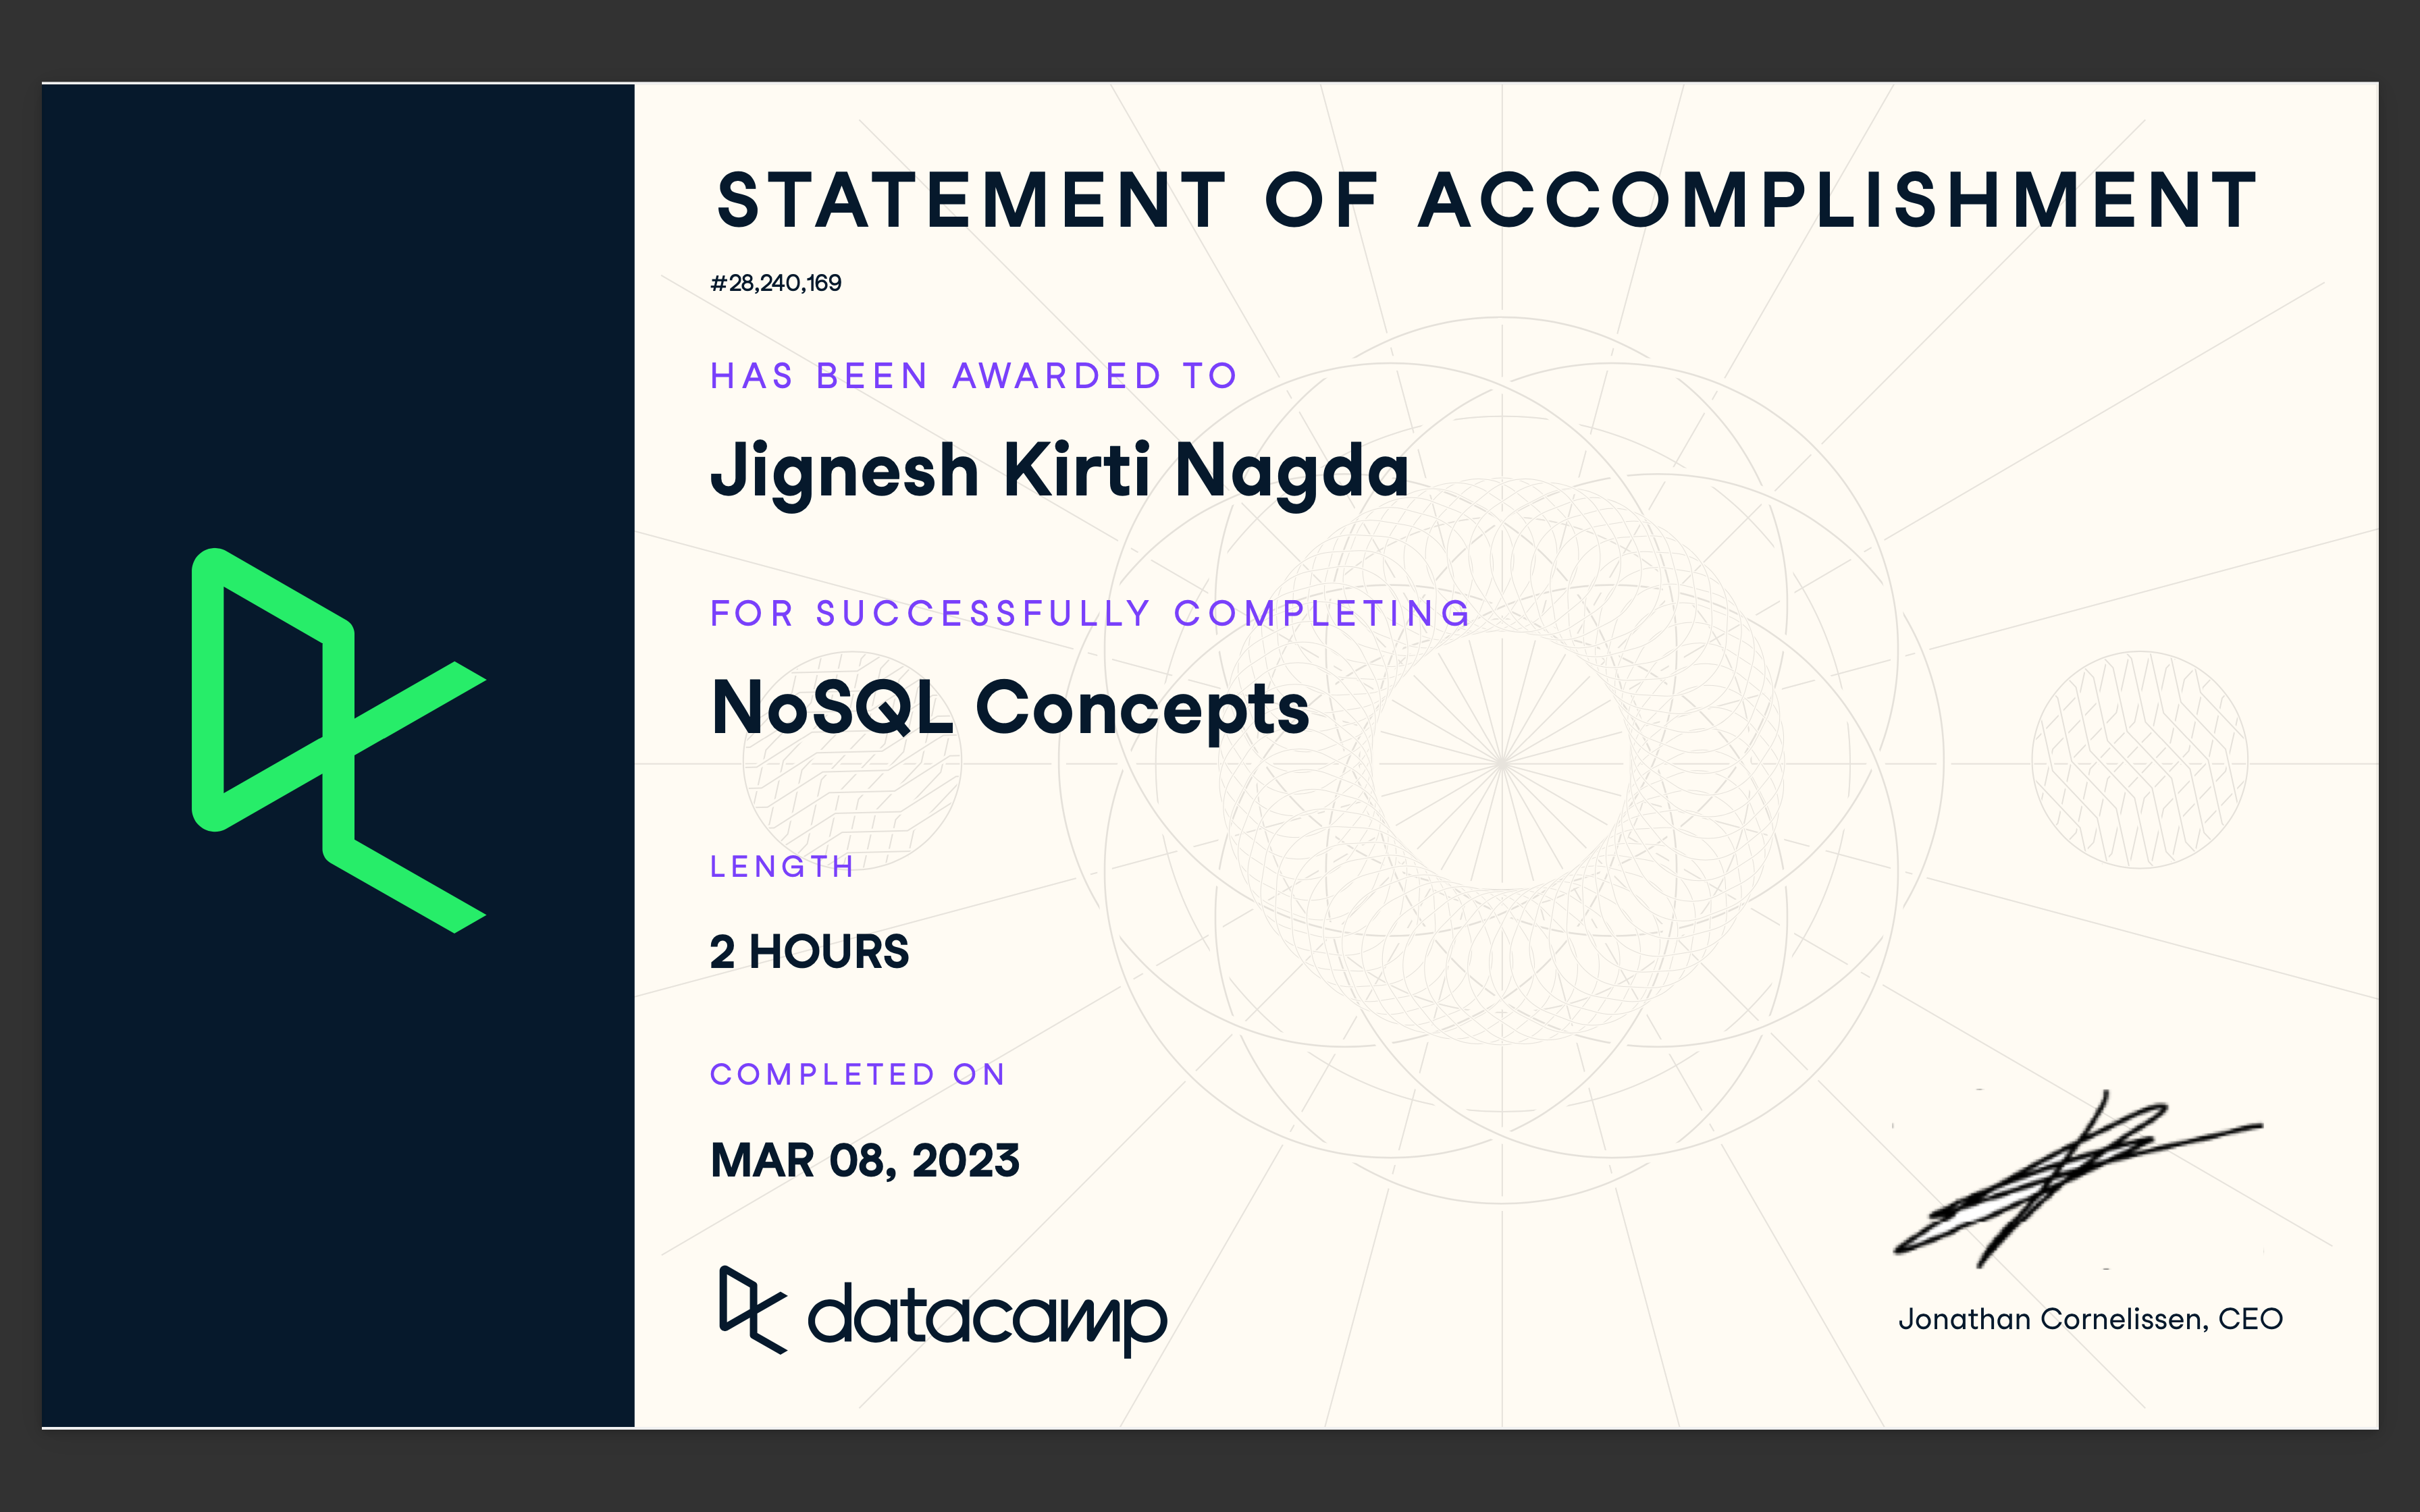 STATEMENT OF ACCOMPLISHMENT
#28,240,169
HAS BEEN AWARDED TO
Jignesh Kirti Nagda
FOR SUCCESSFULLY COMPLETING
NoSQL Concepts
LENGTH
2 HOURS
COMPLETED ON
MAR 08, 2023
datacamp
Jonathan Cornelissen, CEO